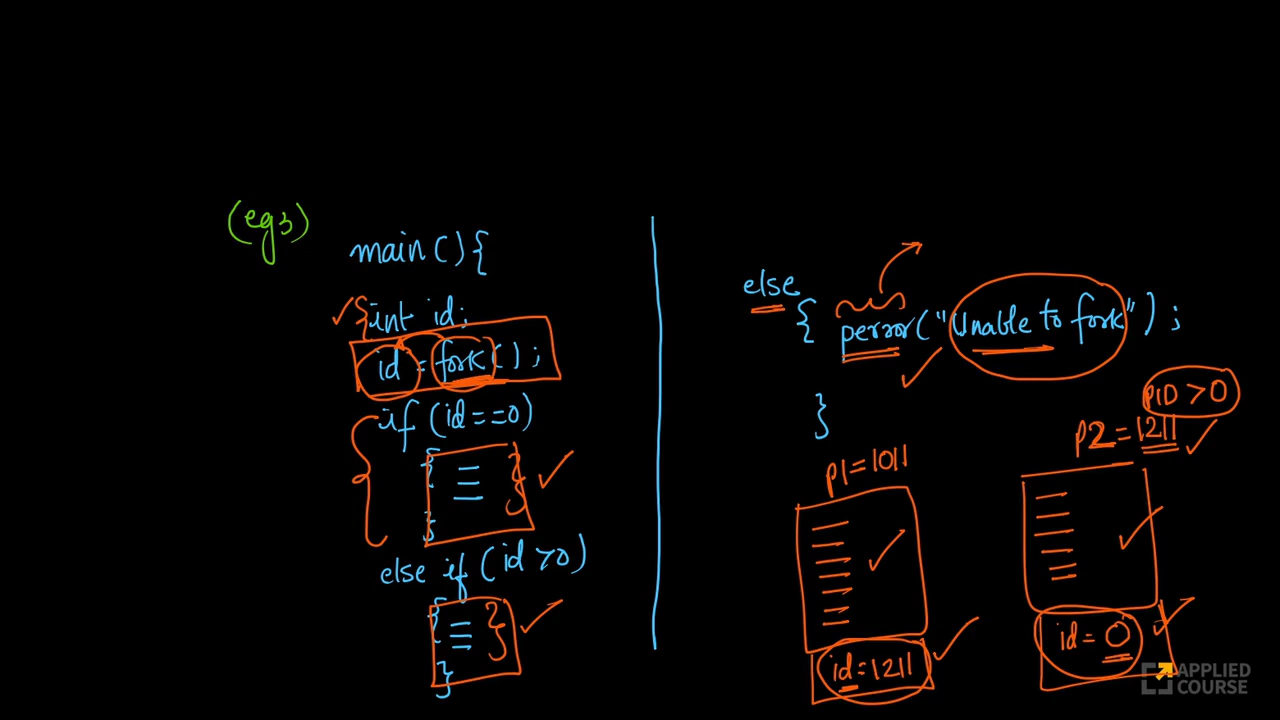 (eg3)
main(){
{int id;
id = fork();
if (id==0)
{ }
}
else if (id >0)
{ }
}
else
{ perror("Unable to fork");
}
PID > 0
P2 = 1211
P1 = 1011
id = 1211
id = 0
APPLIED
COURSE